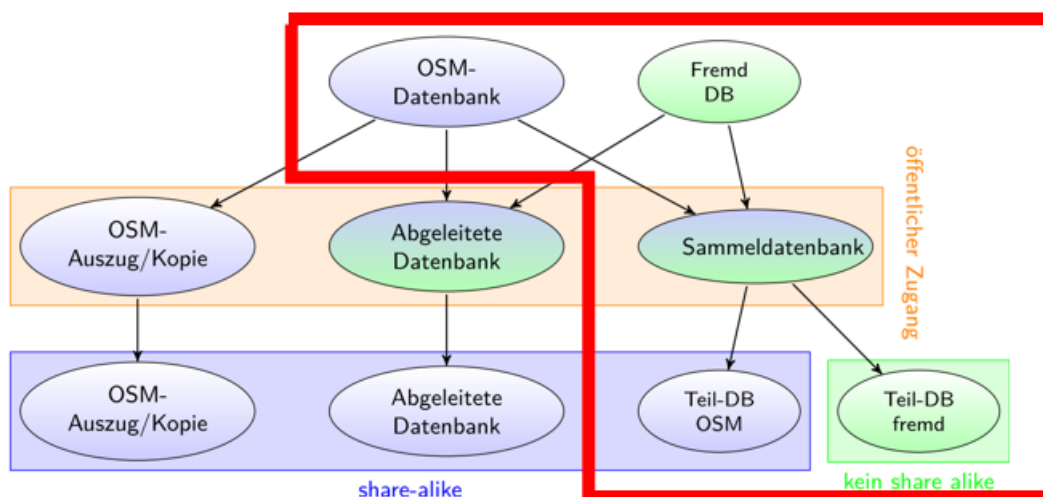 OSM-
Datenbank
Fremd
DB
öffentlicher Zugang
OSM-
Auszug/Kopie
Abgeleitete
Datenbank
Sammeldatenbank
OSM-
Auszug/Kopie
Abgeleitete
Datenbank
Teil-DB
OSM
Teil-DB
fremd
share-alike
kein share alike